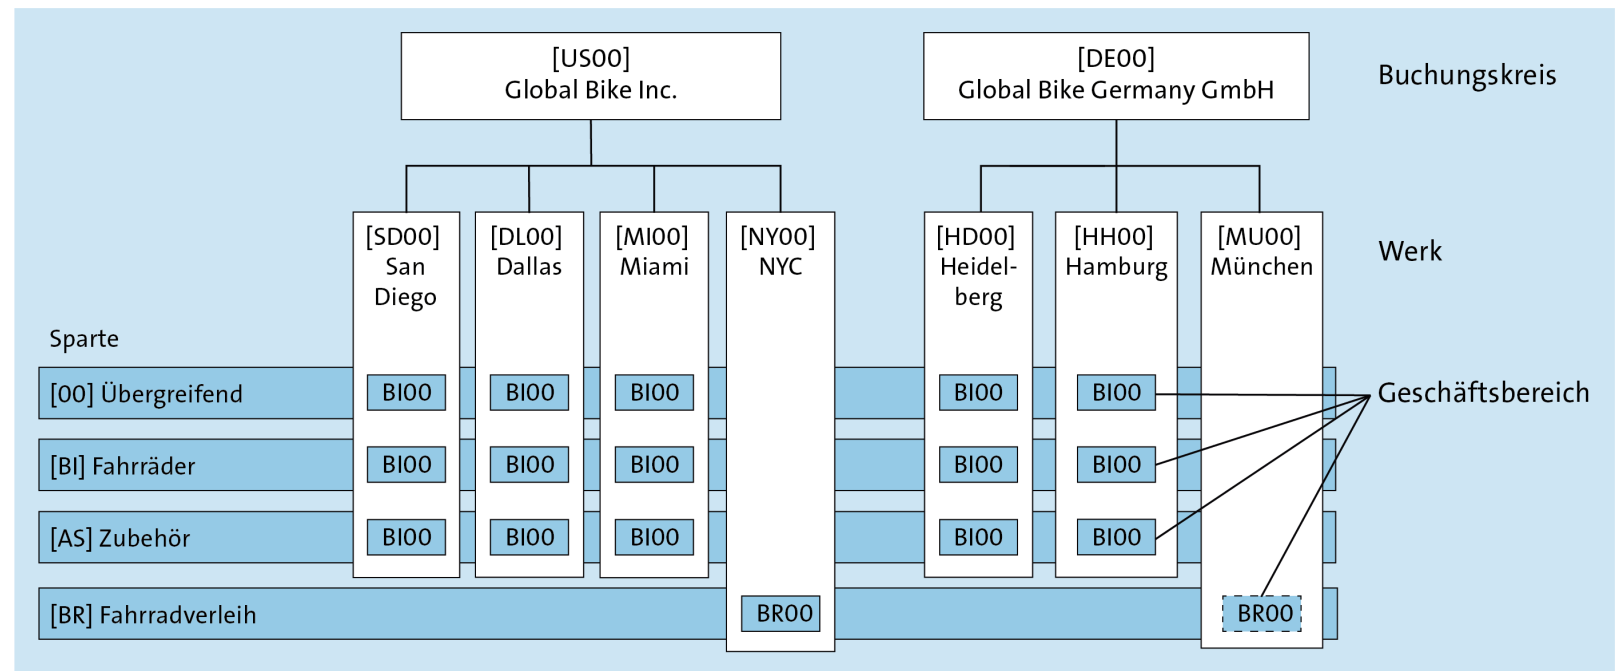 [US00]
Global Bike Inc.
[DE00]
Global Bike Germany GmbH
Buchungskreis
[SD00]
San
Diego
[DL00]
Dallas
[MI00]
Miami
[NY00]
NYC
[HD00]
Heidel-
berg
[HH00]
Hamburg
[MU00]
München
Werk
Sparte
[00] Übergreifend
BI00 BI00 BI00 BI00 BI00
Geschäftsbereich
[BI] Fahrräder
BI00 BI00 BI00 BI00 BI00
[AS] Zubehör
BI00 BI00 BI00 BI00 BI00
[BR] Fahrradverleih
BR00 BR00